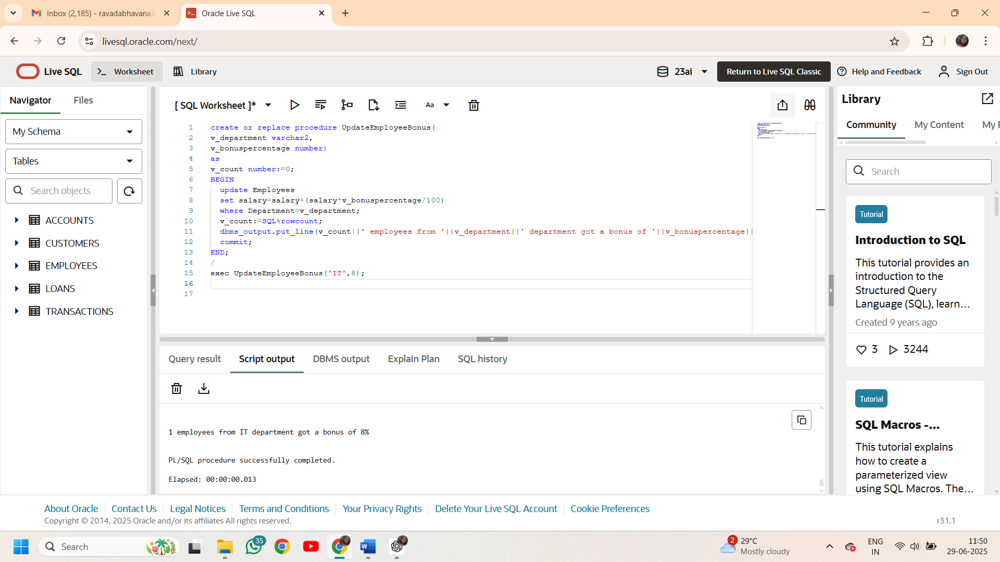 Inbox (2,185) - ravadabhavana3
Oracle Live SQL
livesql.oracle.com/next/
Live SQL
Worksheet
Library
23ai
Return to Live SQL Classic
Help and Feedback
Sign Out
Navigator
Files
My Schema
Tables
Search objects
ACCOUNTS
CUSTOMERS
EMPLOYEES
LOANS
TRANSACTIONS
[ SQL Worksheet ]*
Aa
1 create or replace procedure UpdateEmployeeBonus(
2 v_department varchar2,
3 v_bonuspercentage number)
4 as
5 v_count number:=0;
6 BEGIN
7 update Employees
8 set salary=salary+(salary*v_bonuspercentage/100)
9 where Department=v_department;
10 v_count:=SQL%rowcount;
11 dbms_output.put_line(v_count||' employees from '||v_department||' department got a bonus of '||v_bonuspercentage||
12 commit;
13 END;
14 /
15 exec UpdateEmployeeBonus('IT',8);
16
17
Query result
Script output
DBMS output
Explain Plan
SQL history
1 employees from IT department got a bonus of 8%
PL/SQL procedure successfully completed.
Elapsed: 00:00:00.013
Library
Community
My Content
My
Search
Tutorial
Introduction to SQL
This tutorial provides an
introduction to the
Structured Query
Language (SQL), learn...
Created 9 years ago
3
3244
Tutorial
SQL Macros -...
This tutorial explains
how to create a
parameterized view
using SQL Macros. The...
About Oracle
Contact Us
Legal Notices
Terms and Conditions
Your Privacy Rights
Delete Your Live SQL Account
Cookie Preferences
Copyright © 2014, 2025 Oracle and/or its affiliates All rights reserved.
r31.1
Search
35
2
29°C
Mostly cloudy
ENG
IN
11:50
29-06-2025